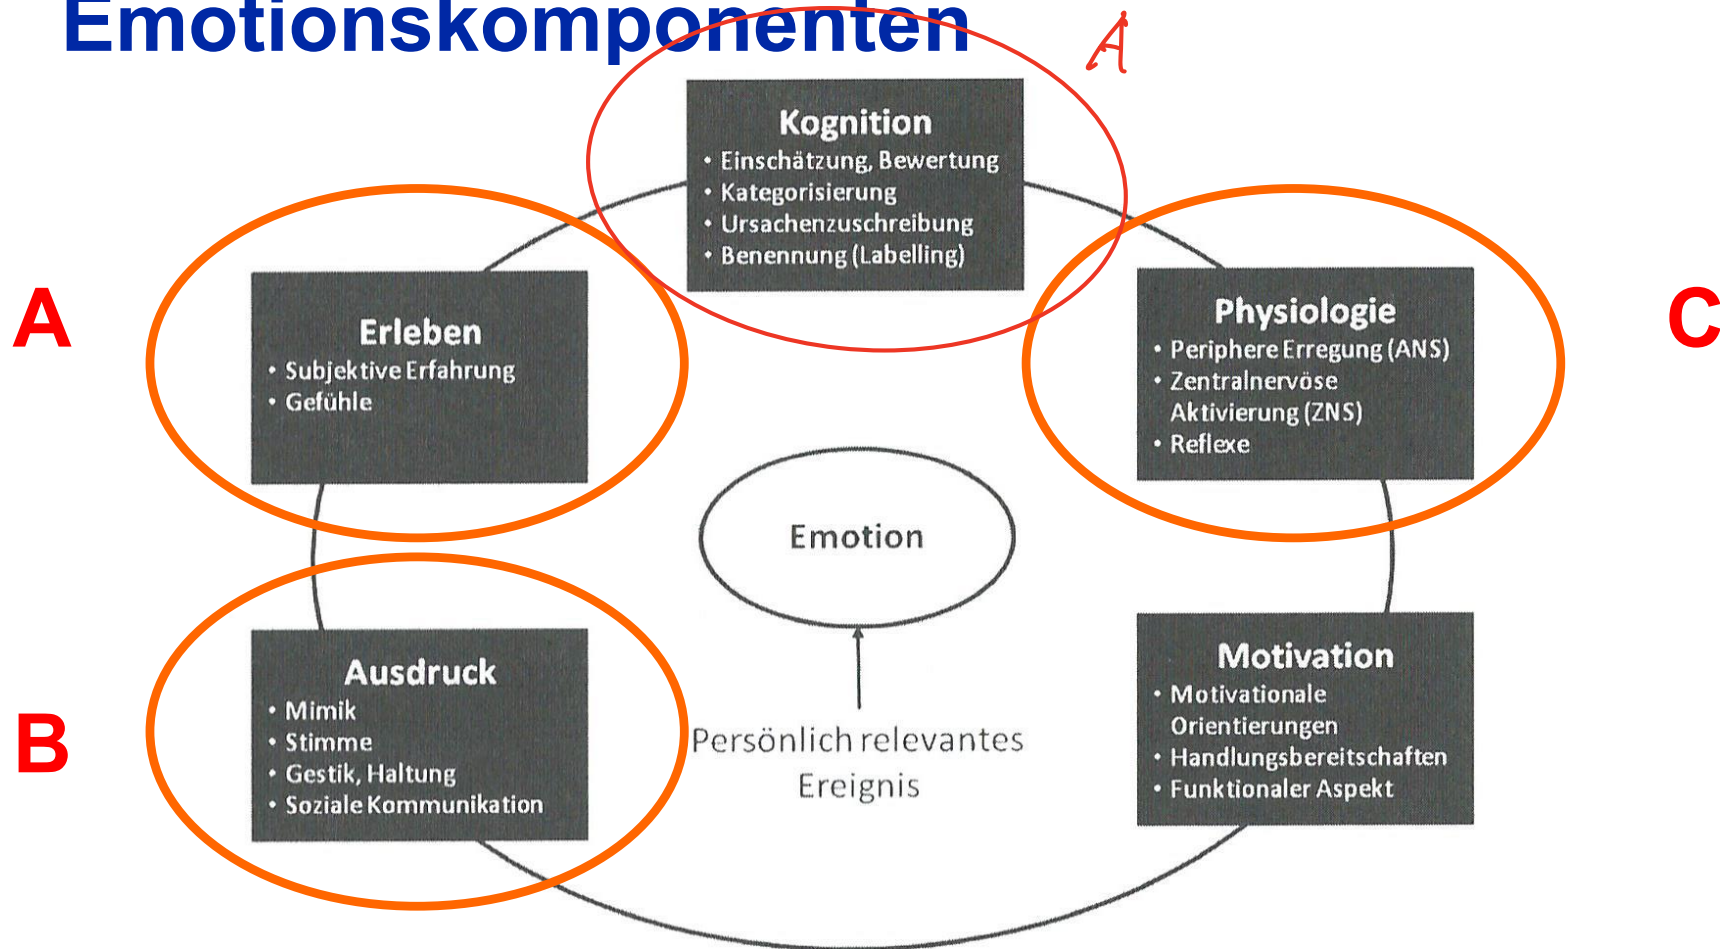 Emotionskomponenten
A
Kognition
• Einschätzung, Bewertung
• Kategorisierung
• Ursachenzuschreibung
• Benennung (Labelling)
A
Erleben
• Subjektive Erfahrung
• Gefühle
Physiologie
• Periphere Erregung (ANS)
• Zentralnervöse
Aktivierung (ZNS)
• Reflexe
C
Emotion
B
Ausdruck
• Mimik
• Stimme
• Gestik, Haltung
• Soziale Kommunikation
Persönlich relevantes
Ereignis
Motivation
• Motivationale
Orientierungen
• Handlungsbereitschaften
• Funktionaler Aspekt